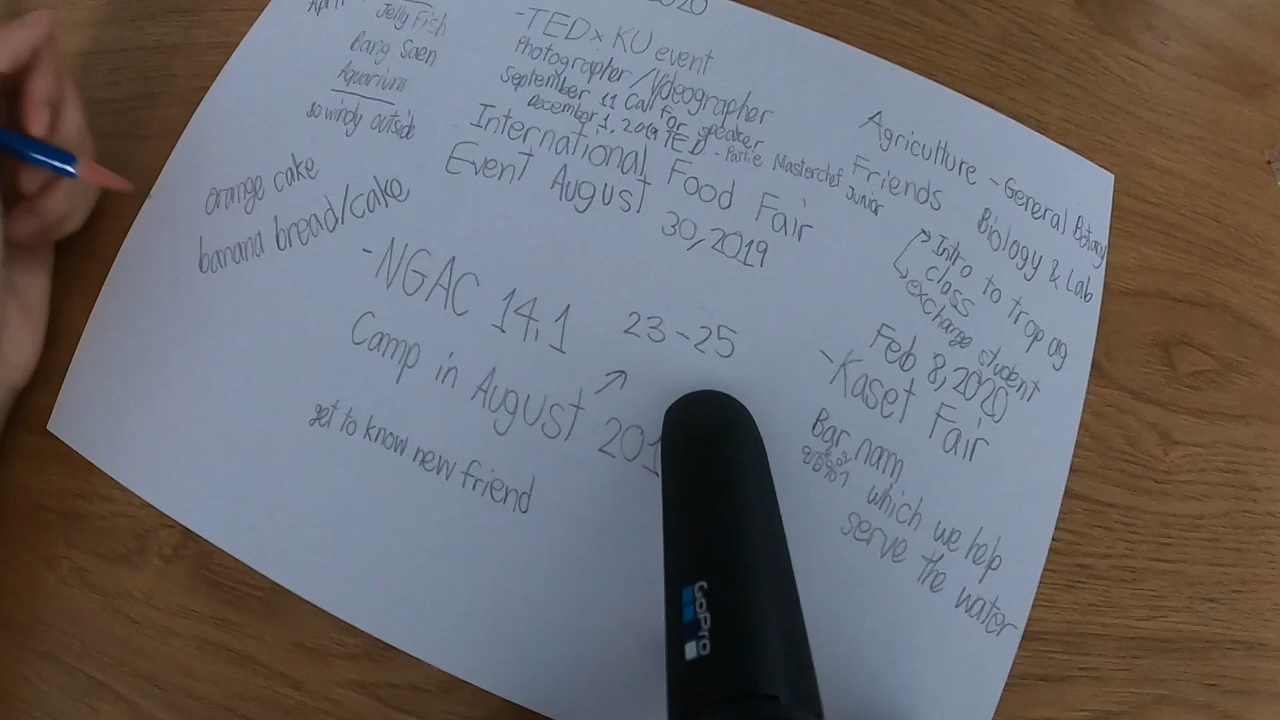 2020
April
Jelly Fish
Bang Saen
Aquarium
so windy outside
orange cake
banana bread/cake
-TEDx KU event
Photographer/Videographer
September 11 Call for speaker
December 1, 2019 TED - Partie Masterchef Junior
International Food Fair
Event August 30, 2019
-NGAC 14.1
23-25
Camp in August 201
get to know new friend
Agriculture - General Botany
Friends
Biology & Lab
Intro to trop ag
class
exchange student
Feb 8, 2020
-Kaset Fair
Bar nam
which we help
serve the water
GoPro